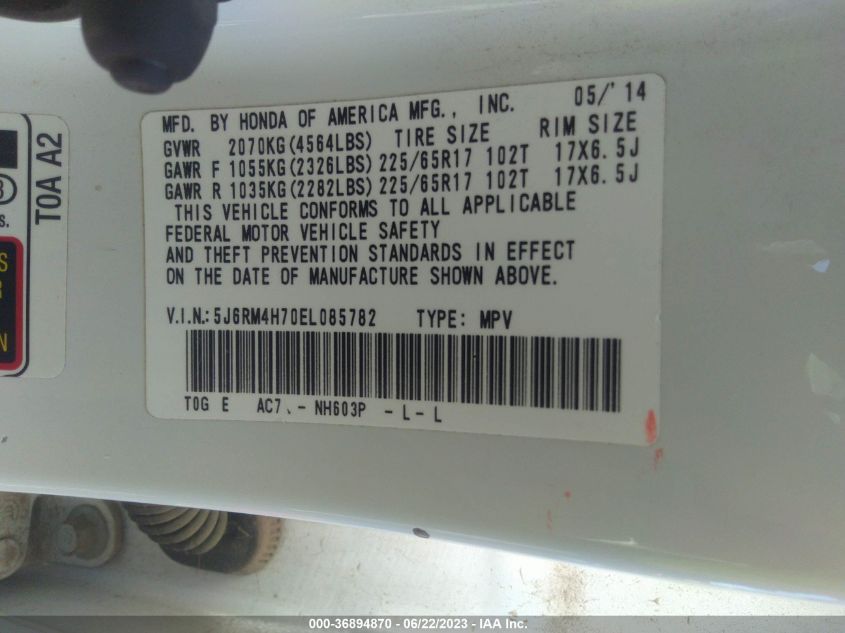 MFD. BY HONDA OF AMERICA MFG., INC. 05/'14
GVWR 2070KG(4564LBS) TIRE SIZE RIM SIZE
GAWR F 1055KG(2326LBS) 225/65R17 102T 17X6.5J
GAWR R 1035KG(2282LBS) 225/65R17 102T 17X6.5J
THIS VEHICLE CONFORMS TO ALL APPLICABLE
FEDERAL MOTOR VEHICLE SAFETY
AND THEFT PREVENTION STANDARDS IN EFFECT
ON THE DATE OF MANUFACTURE SHOWN ABOVE.
V.I.N.:5J6RM4H70EL085782 TYPE: MPV
T0G E AC7 .- NH603P - L - L
T0A A2
000-36894870 - 06/22/2023 - IAA Inc.